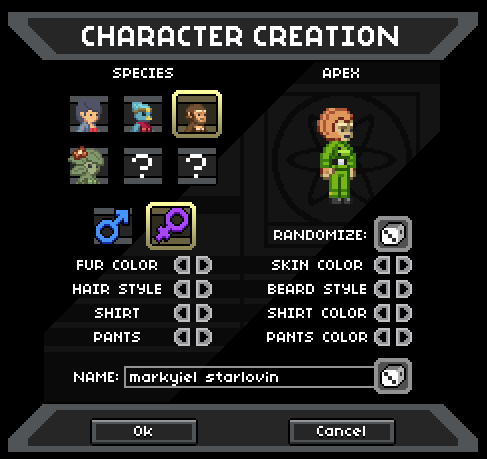 CHARACTER CREATION
SPECIES
APEX
? ?
RANDOMIZE:
FUR COLOR
SKIN COLOR
HAIR STYLE
BEARD STYLE
SHIRT
SHIRT COLOR
PANTS
PANTS COLOR
NAME: markyiel starlovin
Ok
Cancel